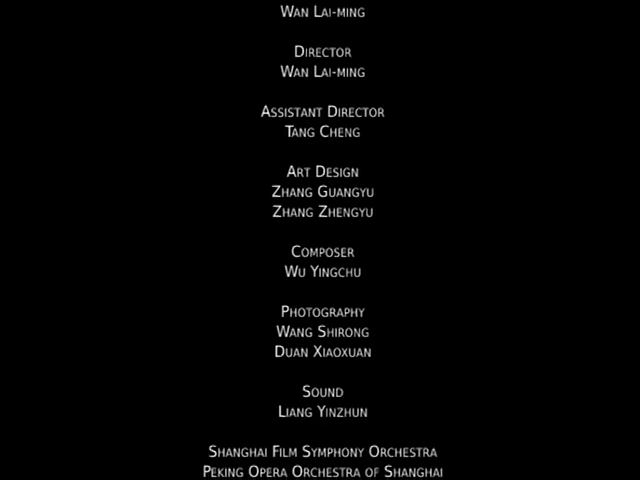 Wan Lai-ming
Director
Wan Lai-ming
Assistant Director
Tang Cheng
Art Design
Zhang Guangyu
Zhang Zhengyu
Composer
Wu Yingchu
Photography
Wang Shirong
Duan Xiaoxuan
Sound
Liang Yinzhun
Shanghai Film Symphony Orchestra
Peking Opera Orchestra of Shanghai